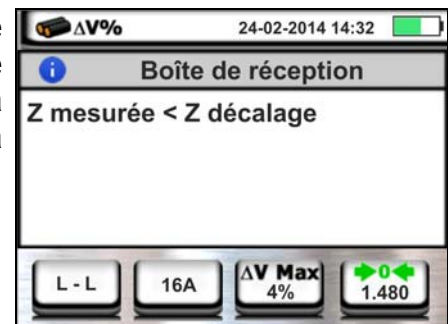 ΔV%
24-02-2014 14:32
Boîte de réception
Z mesurée < Z décalage
L - L
16A
ΔV Max
4%
0
1.480